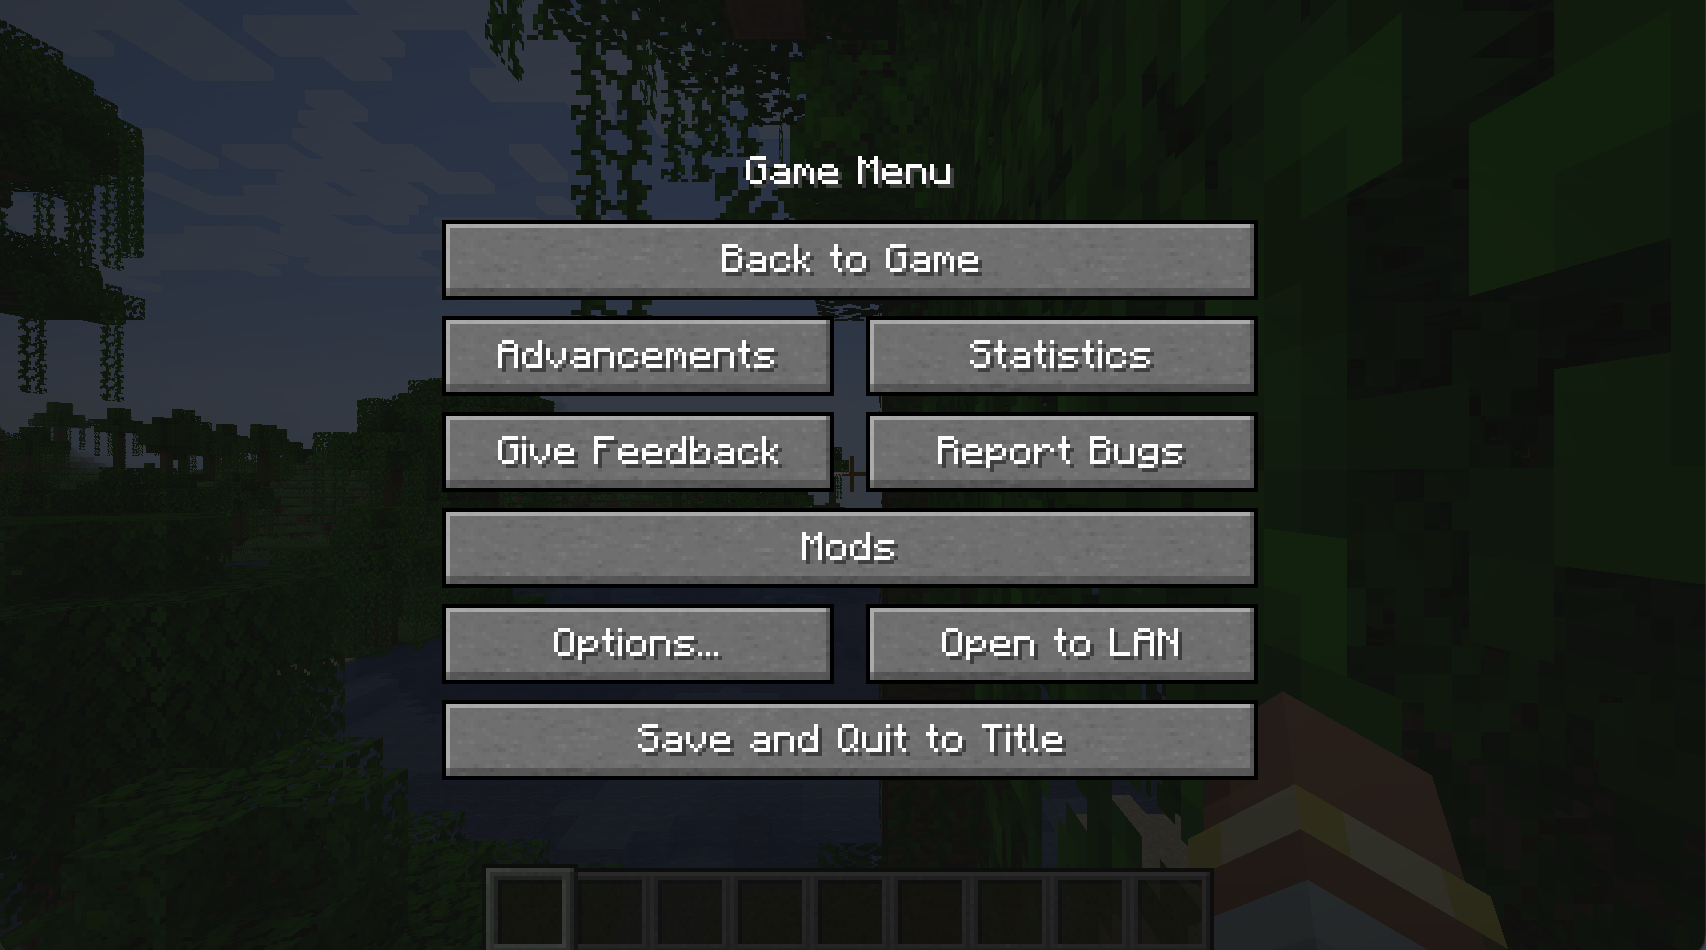 Game Menu
Back to Game
Advancements
Statistics
Give Feedback
Report Bugs
Mods
Options...
Open to LAN
Save and Quit to Title